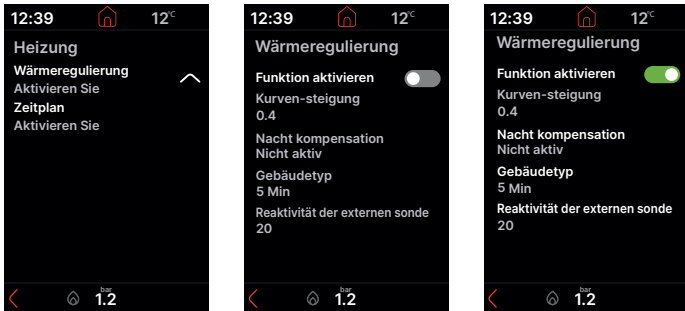 12:39 12°C
Heizung
Wärmeregulierung
Aktivieren Sie
Zeitplan
Aktivieren Sie
bar
1.2
12:39 12°C
Wärmeregulierung
Funktion aktivieren
Kurven-steigung
0.4
Nacht kompensation
Nicht aktiv
Gebäudetyp
5 Min
Reaktivität der externen sonde
20
bar
1.2
12:39 12°C
Wärmeregulierung
Funktion aktivieren
Kurven-steigung
0.4
Nacht kompensation
Nicht aktiv
Gebäudetyp
5 Min
Reaktivität der externen sonde
20
bar
1.2